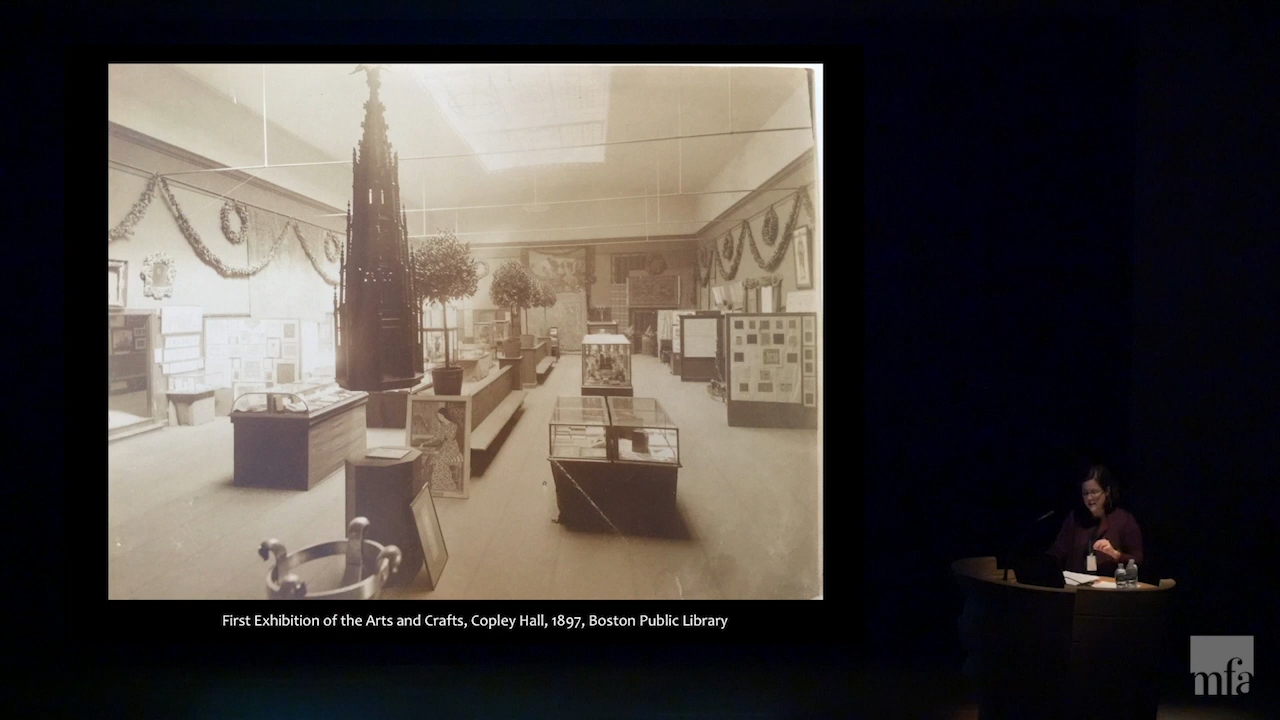 First Exhibition of the Arts and Crafts, Copley Hall, 1897, Boston Public Library
mfa